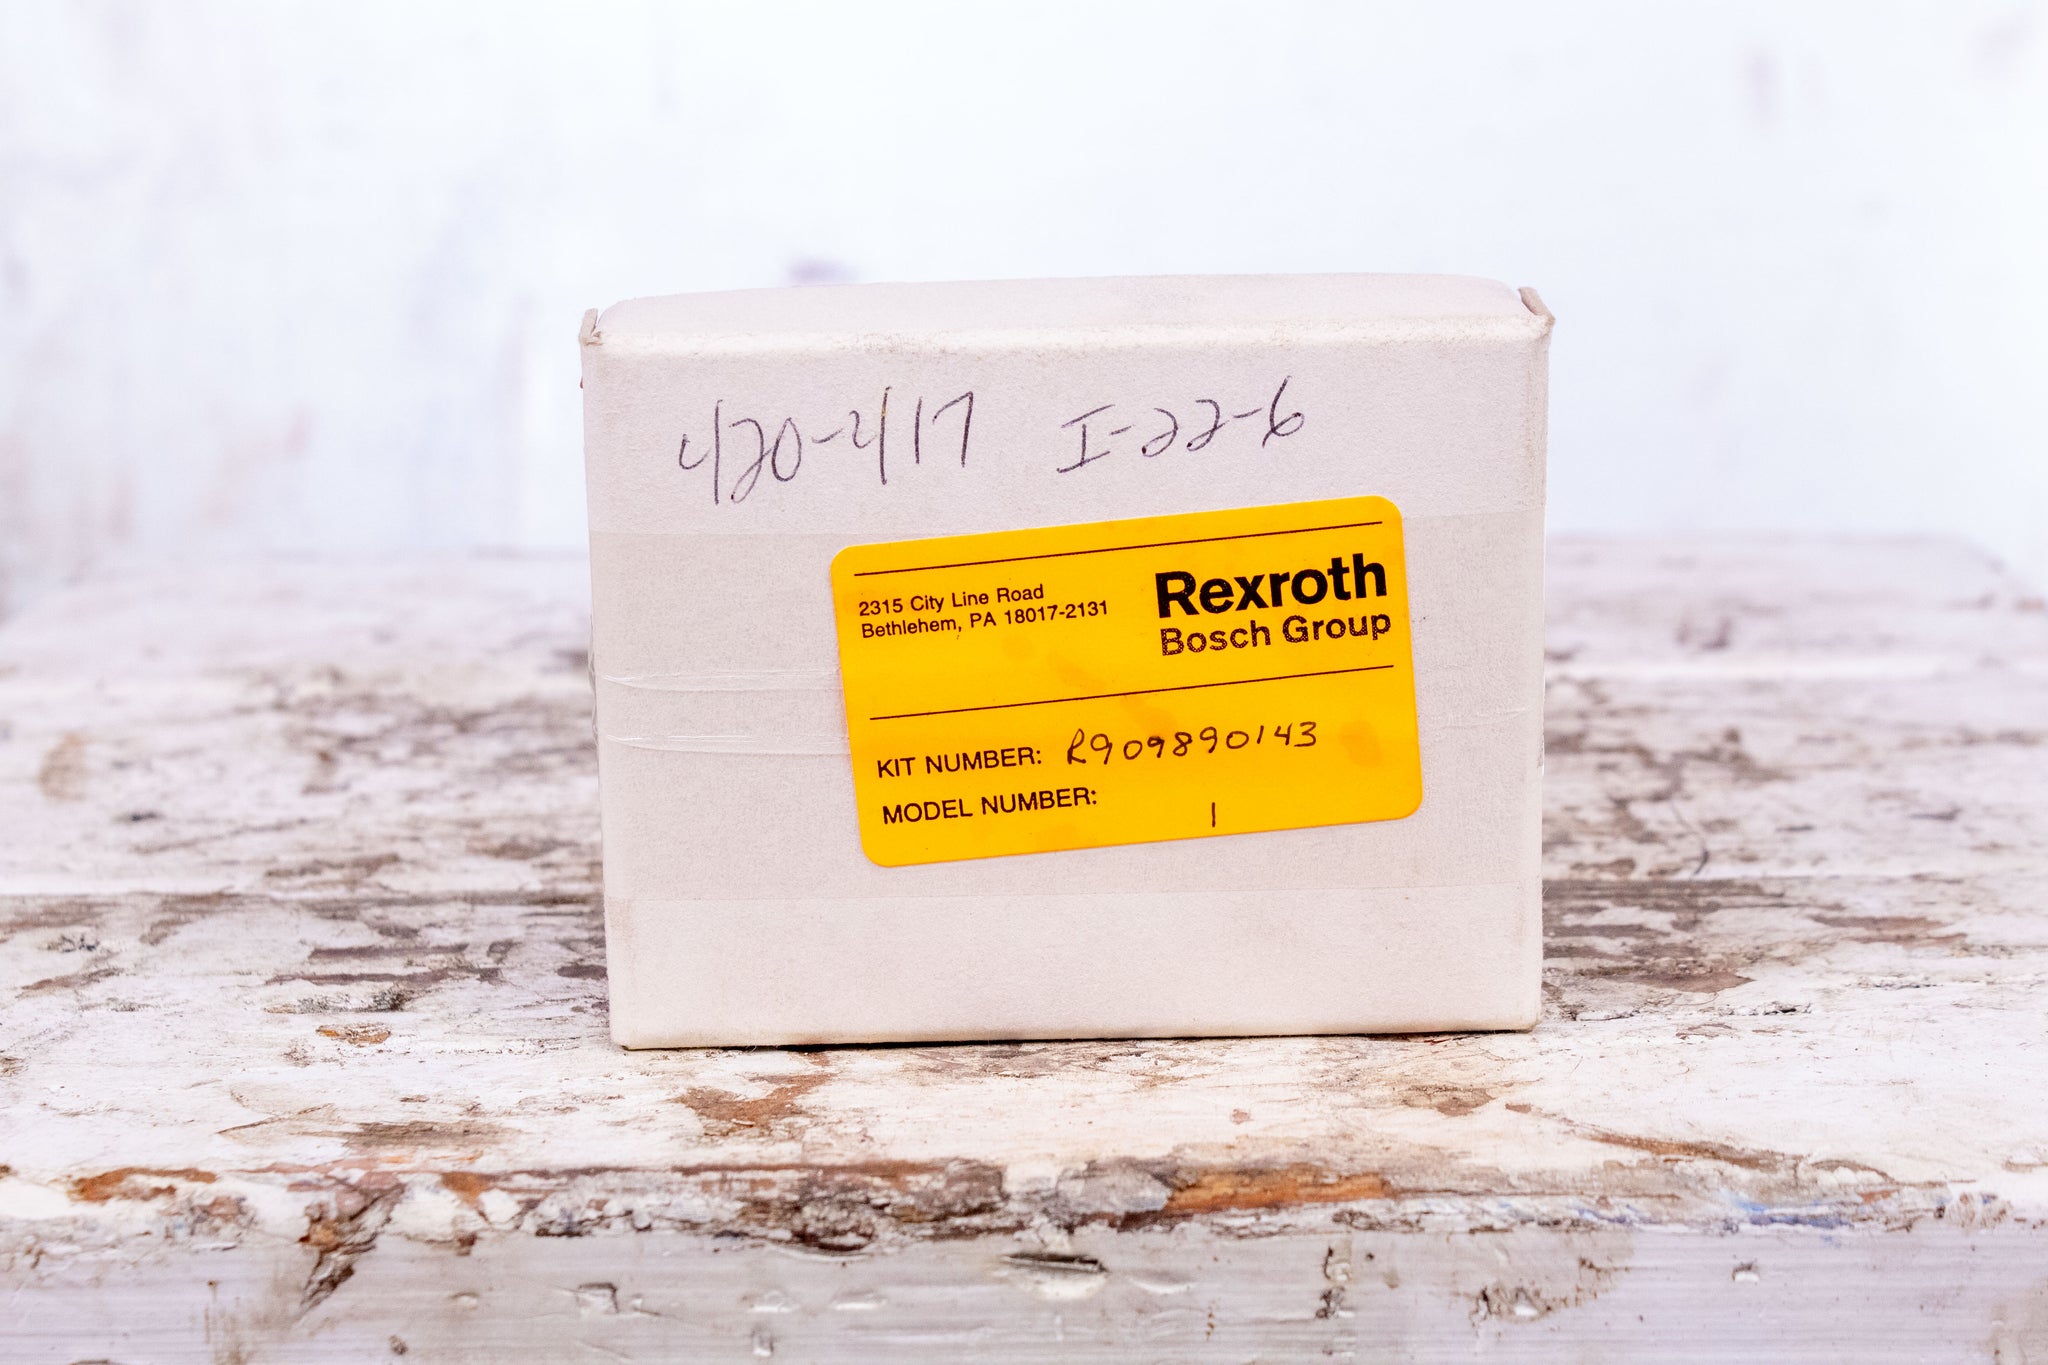 420-417 I-22-6
2315 City Line Road
Bethlehem, PA 18017-2131
Rexroth
Bosch Group
KIT NUMBER: R909890143
MODEL NUMBER:
1